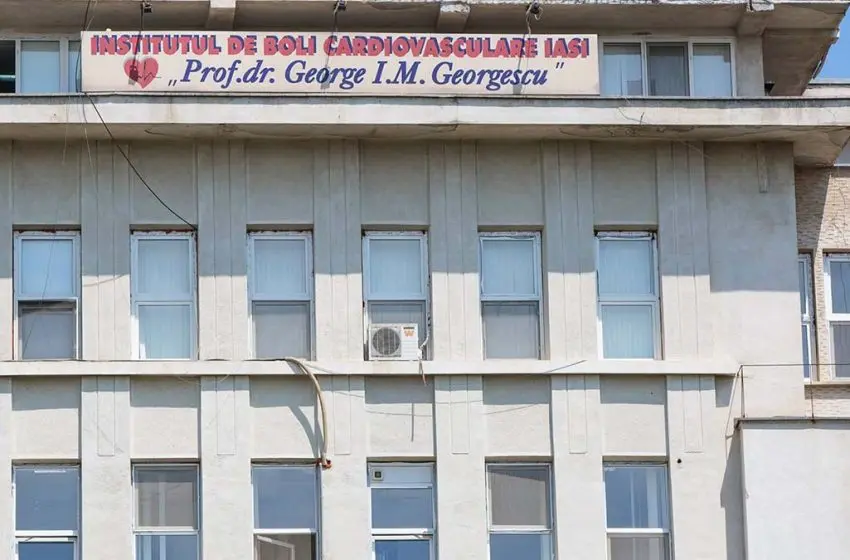 INSTITUTUL DE BOLI CARDIOVASCULARE IASI
„Prof.dr. George I.M. Georgescu"